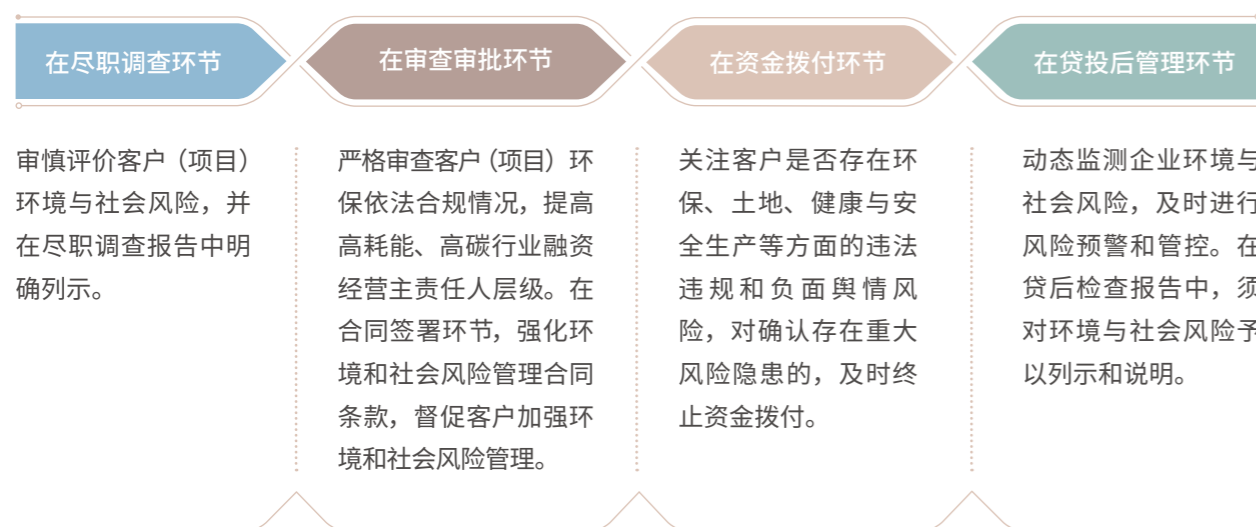 在尽职调查环节
审慎评价客户（项目）
环境与社会风险，并
在尽职调查报告中明
确列示。
在审查审批环节
严格审查客户（项目）环
保依法合规情况，提高
高耗能、高碳行业融资
经营主责任人层级。在
合同签署环节，强化环
境和社会风险管理合同
条款，督促客户加强环
境和社会风险管理。
在资金拨付环节
关注客户是否存在环
保、土地、健康与安
全生产等方面的违法
违规和负面舆情风
险，对确认存在重大
风险隐患的，及时终
止资金拨付。
在贷投后管理环节
动态监测企业环境与
社会风险，及时进行
风险预警和管控。在
贷后检查报告中，须
对环境与社会风险予
以列示和说明。